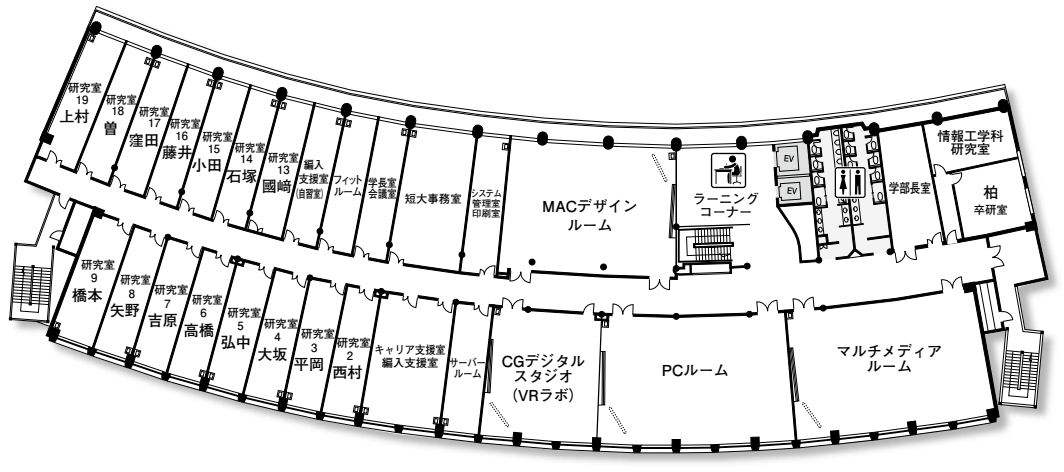 研究室
19
上村
研究室
18
曽
研究室
17
窪田
研究室
16
藤井
研究室
15
小田
研究室
14
石塚
研究室
13
國﨑
編入
支援室
(自習室)
フィット
ルーム
学長室
会議室
短大事務室
システム
管理室
印刷室
MACデザイン
ルーム
ラーニング
コーナー
EV
EV
学部長室
情報工学科
研究室
柏
卒研室
研究室
9
橋本
研究室
8
矢野
研究室
7
吉原
研究室
6
高橋
研究室
5
弘中
研究室
4
大坂
研究室
3
平岡
研究室
2
西村
キャリア支援室
編入支援室
サーバー
ルーム
CGデジタル
スタジオ
(VRラボ)
PCルーム
マルチメディア
ルーム